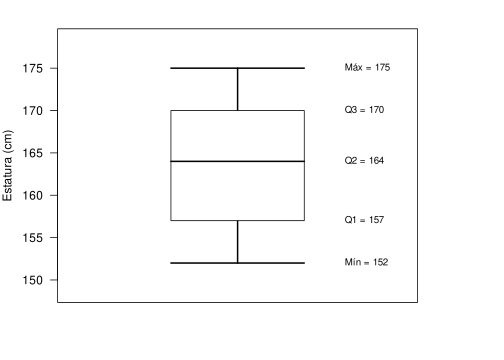 Estatura (cm)
175
170
165
160
155
150
Máx = 175
Q3 = 170
Q2 = 164
Q1 = 157
Mín = 152